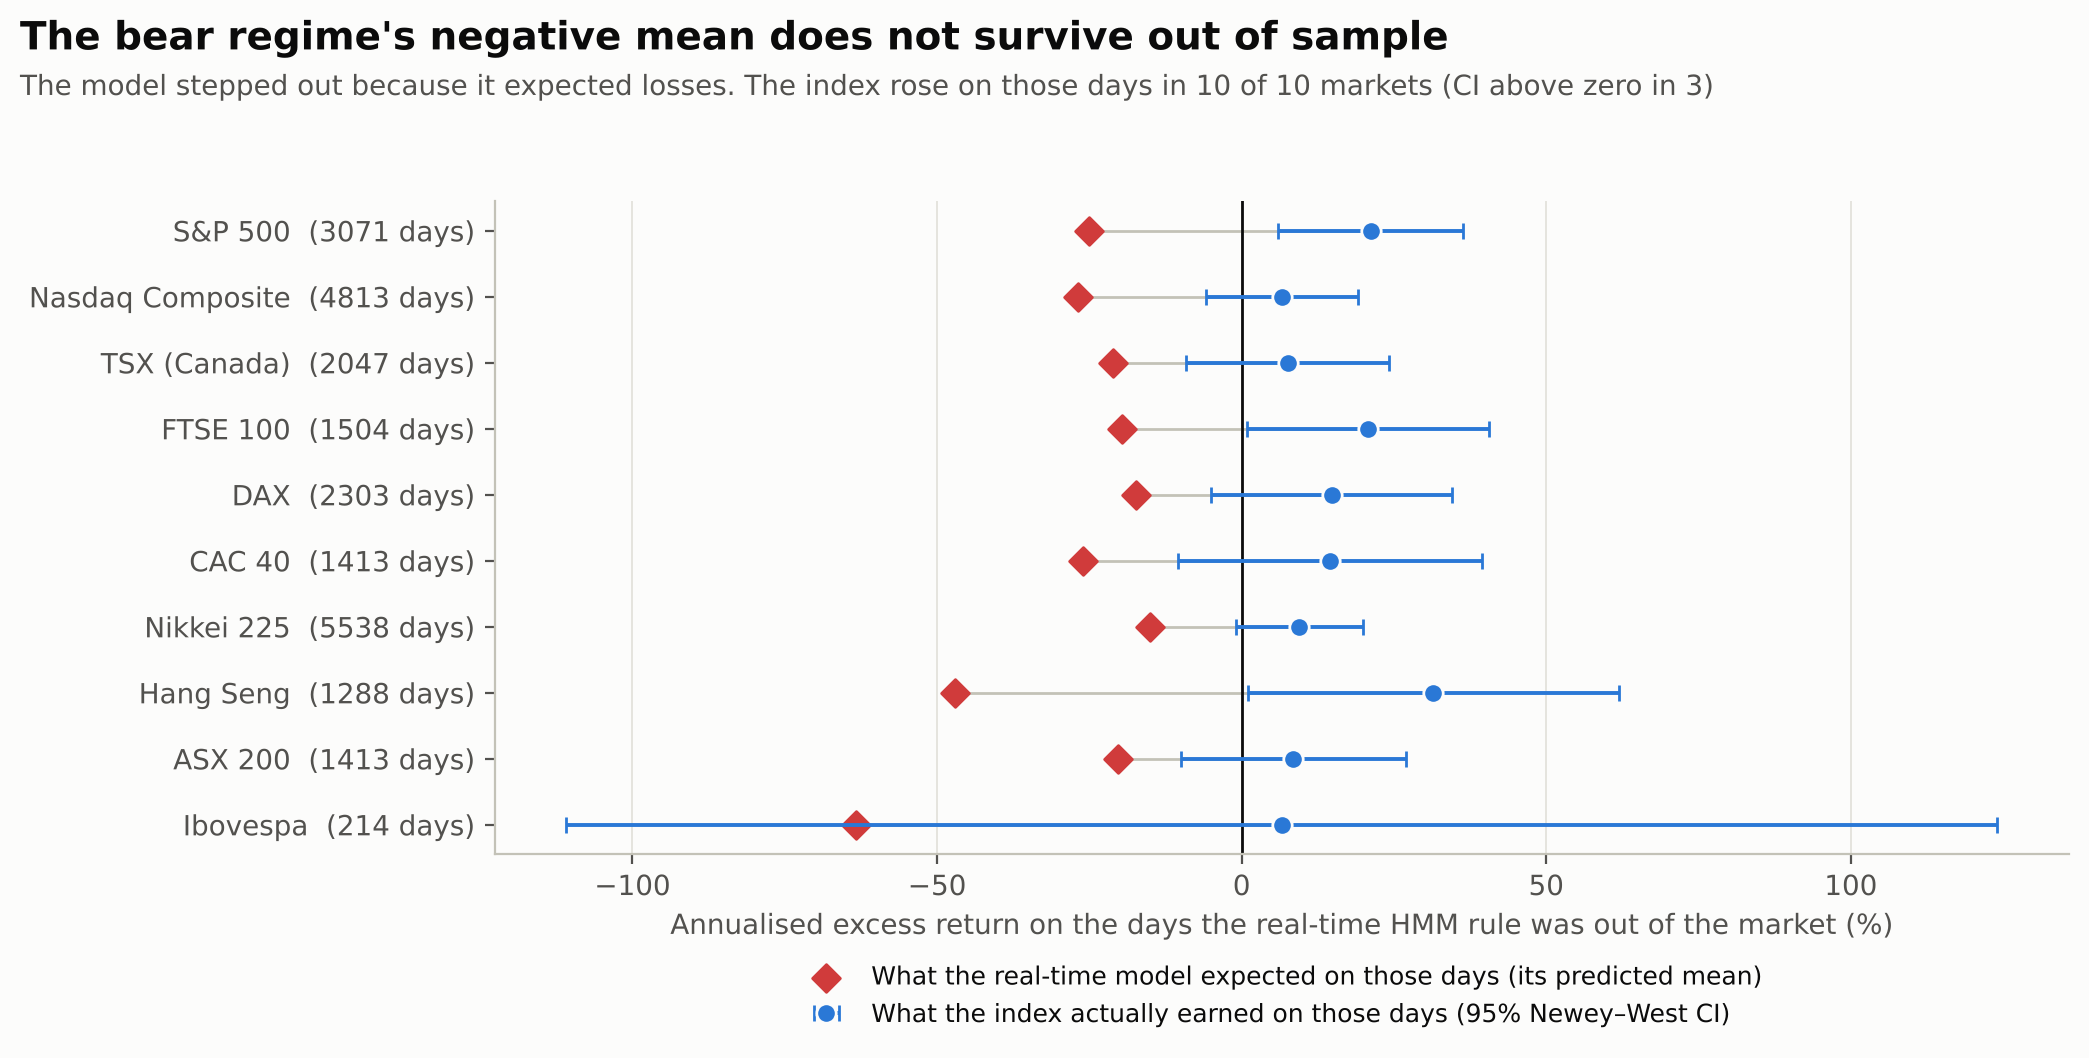 The bear regime's negative mean does not survive out of sample
The model stepped out because it expected losses. The index rose on those days in 10 of 10 markets (CI above zero in 3)
S&P 500 (3071 days)
Nasdaq Composite (4813 days)
TSX (Canada) (2047 days)
FTSE 100 (1504 days)
DAX (2303 days)
CAC 40 (1413 days)
Nikkei 225 (5538 days)
Hang Seng (1288 days)
ASX 200 (1413 days)
Ibovespa (214 days)
−100 −50 0 50 100
Annualised excess return on the days the real-time HMM rule was out of the market (%)
What the real-time model expected on those days (its predicted mean)
What the index actually earned on those days (95% Newey–West CI)